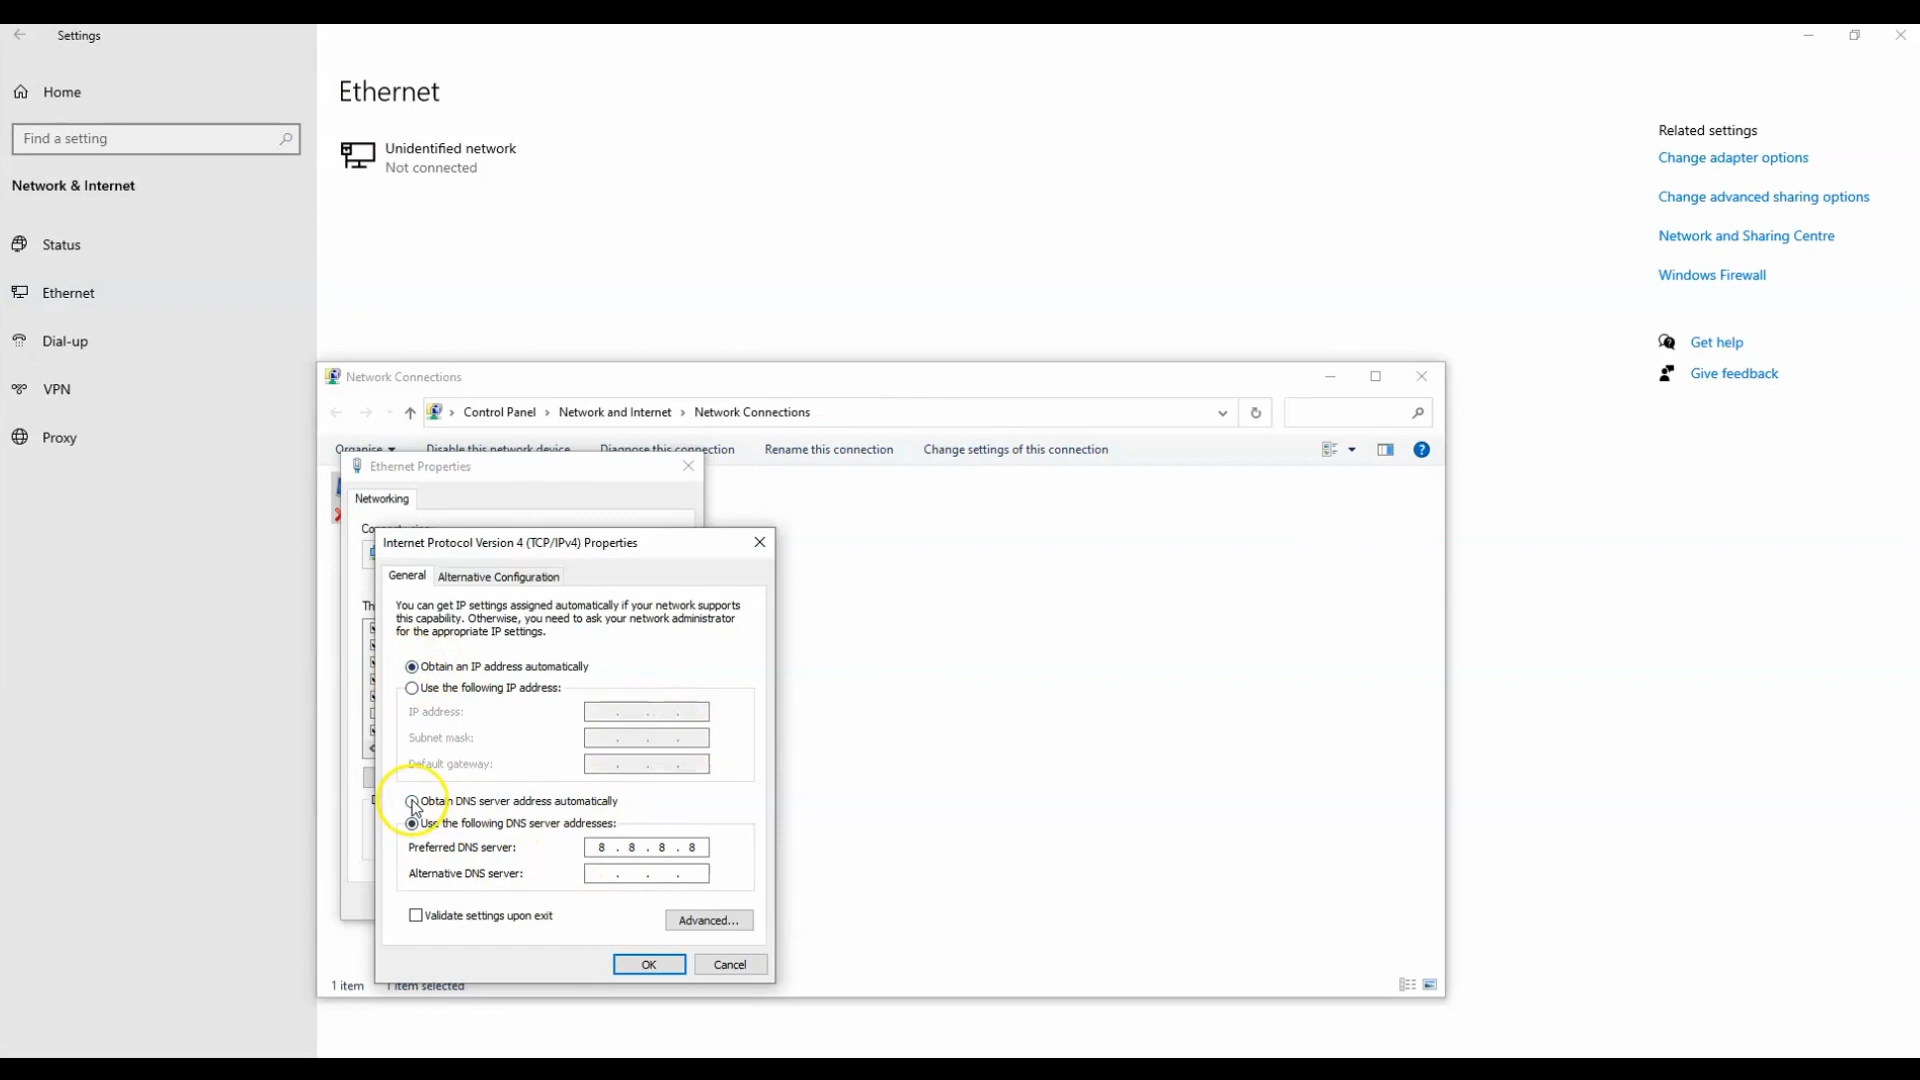 Settings
Home
Find a setting
Network & Internet
Status
Ethernet
Dial-up
VPN
Proxy
Ethernet
Unidentified network
Not connected
Related settings
Change adapter options
Change advanced sharing options
Network and Sharing Centre
Windows Firewall
Get help
Give feedback
Network Connections
Control Panel › Network and Internet › Network Connections
Organise Disable this network device Diagnose this connection Rename this connection Change settings of this connection
Ethernet Properties
Networking
Internet Protocol Version 4 (TCP/IPv4) Properties
General Alternative Configuration
You can get IP settings assigned automatically if your network supports
this capability. Otherwise, you need to ask your network administrator
for the appropriate IP settings.
Obtain an IP address automatically
Use the following IP address:
IP address:
Subnet mask:
Default gateway:
Obtain DNS server address automatically
Use the following DNS server addresses:
Preferred DNS server: 8 . 8 . 8 . 8
Alternative DNS server:
Validate settings upon exit
Advanced...
OK Cancel
1 item 1 item selected